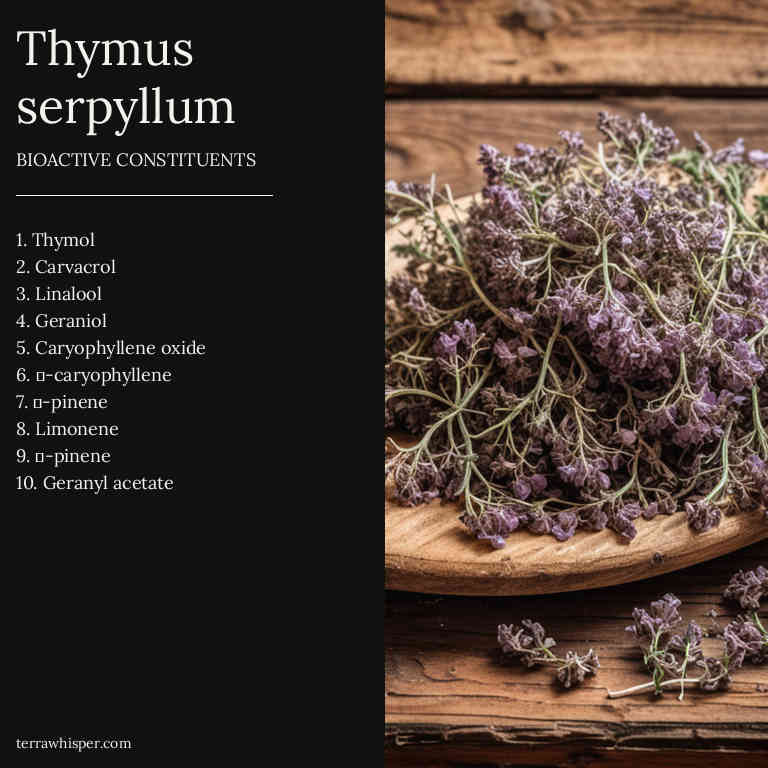 Thymus
serpyllum
BIOACTIVE CONSTITUENTS
1. Thymol
2. Carvacrol
3. Linalool
4. Geraniol
5. Caryophyllene oxide
6. □-caryophyllene
7. □-pinene
8. Limonene
9. □-pinene
10. Geranyl acetate
terrawhisper.com